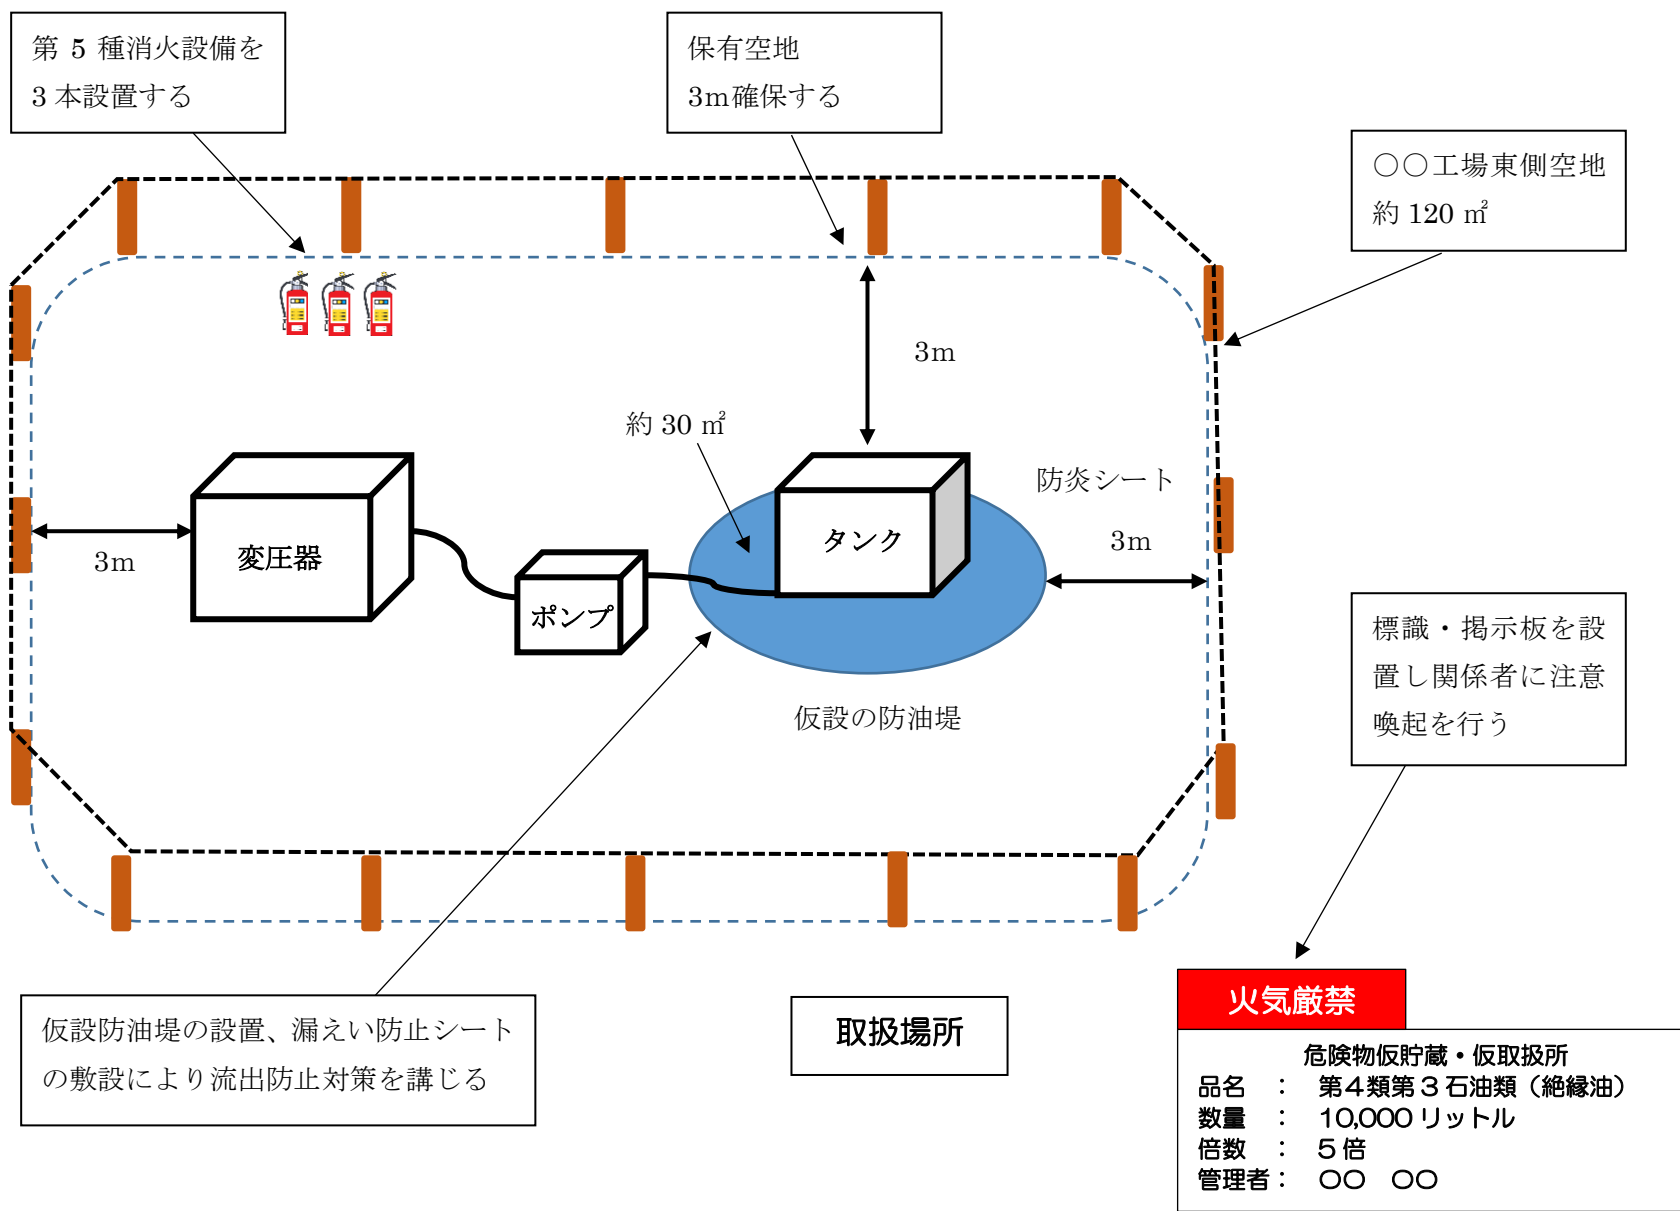 第 5 種消火設備を
3 本設置する
保有空地
3m確保する
○○工場東側空地
約 120 ㎡
3m
約 30 ㎡
防炎シート
3m
タンク
変圧器
3m
ポンプ
仮設の防油堤
標識・掲示板を設
置し関係者に注意
喚起を行う
仮設防油堤の設置、漏えい防止シート
の敷設により流出防止対策を講じる
取扱場所
火気厳禁
危険物仮貯蔵・仮取扱所
品名 ： 第4類第3石油類（絶縁油）
数量 ： 10,000リットル
倍数 ： 5倍
管理者： ○○ ○○